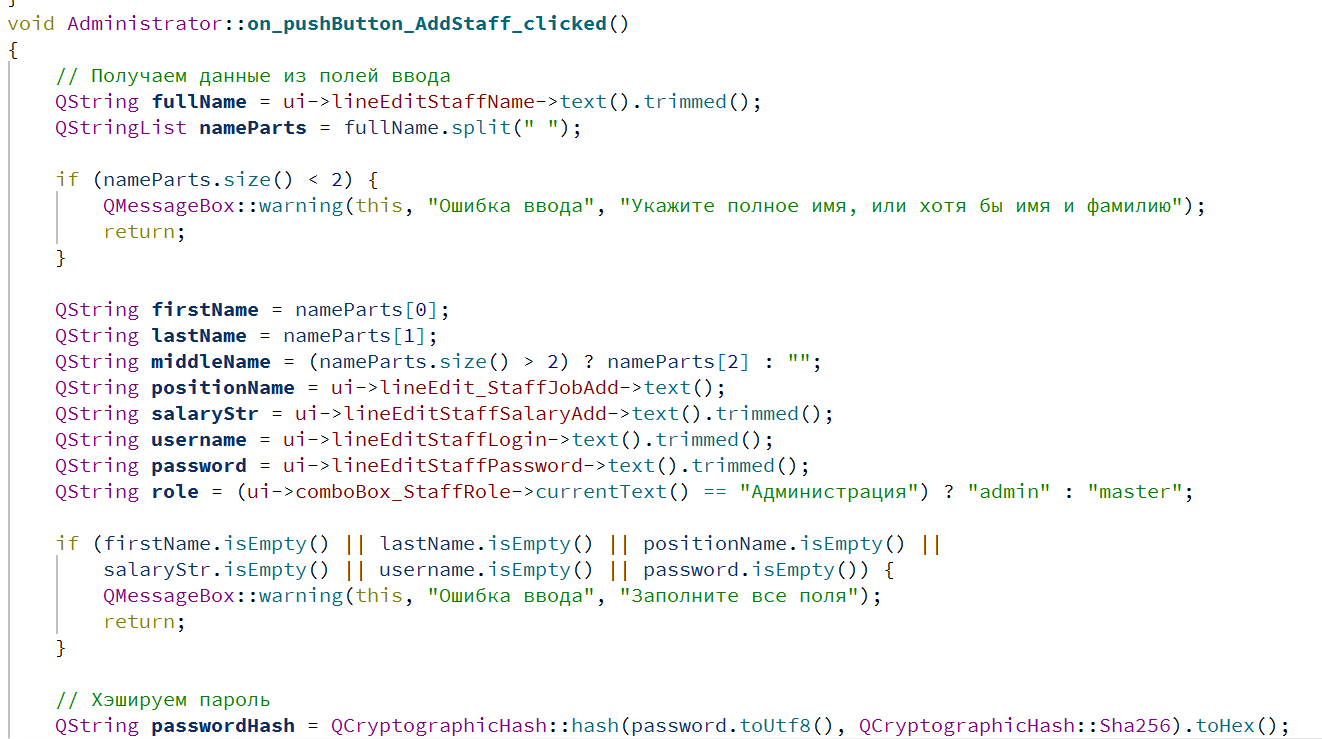 }
void Administrator::on_pushButton_AddStaff_clicked()
{
    // Получаем данные из полей ввода
    QString fullName = ui->lineEditStaffName->text().trimmed();
    QStringList nameParts = fullName.split(" ");

    if (nameParts.size() < 2) {
        QMessageBox::warning(this, "Ошибка ввода", "Укажите полное имя, или хотя бы имя и фамилию");
        return;
    }

    QString firstName = nameParts[0];
    QString lastName = nameParts[1];
    QString middleName = (nameParts.size() > 2) ? nameParts[2] : "";
    QString positionName = ui->lineEdit_StaffJobAdd->text();
    QString salaryStr = ui->lineEditStaffSalaryAdd->text().trimmed();
    QString username = ui->lineEditStaffLogin->text().trimmed();
    QString password = ui->lineEditStaffPassword->text().trimmed();
    QString role = (ui->comboBox_StaffRole->currentText() == "Администрация") ? "admin" : "master";

    if (firstName.isEmpty() || lastName.isEmpty() || positionName.isEmpty() ||
        salaryStr.isEmpty() || username.isEmpty() || password.isEmpty()) {
        QMessageBox::warning(this, "Ошибка ввода", "Заполните все поля");
        return;
    }

    // Хэшируем пароль
    QString passwordHash = QCryptographicHash::hash(password.toUtf8(), QCryptographicHash::Sha256).toHex();